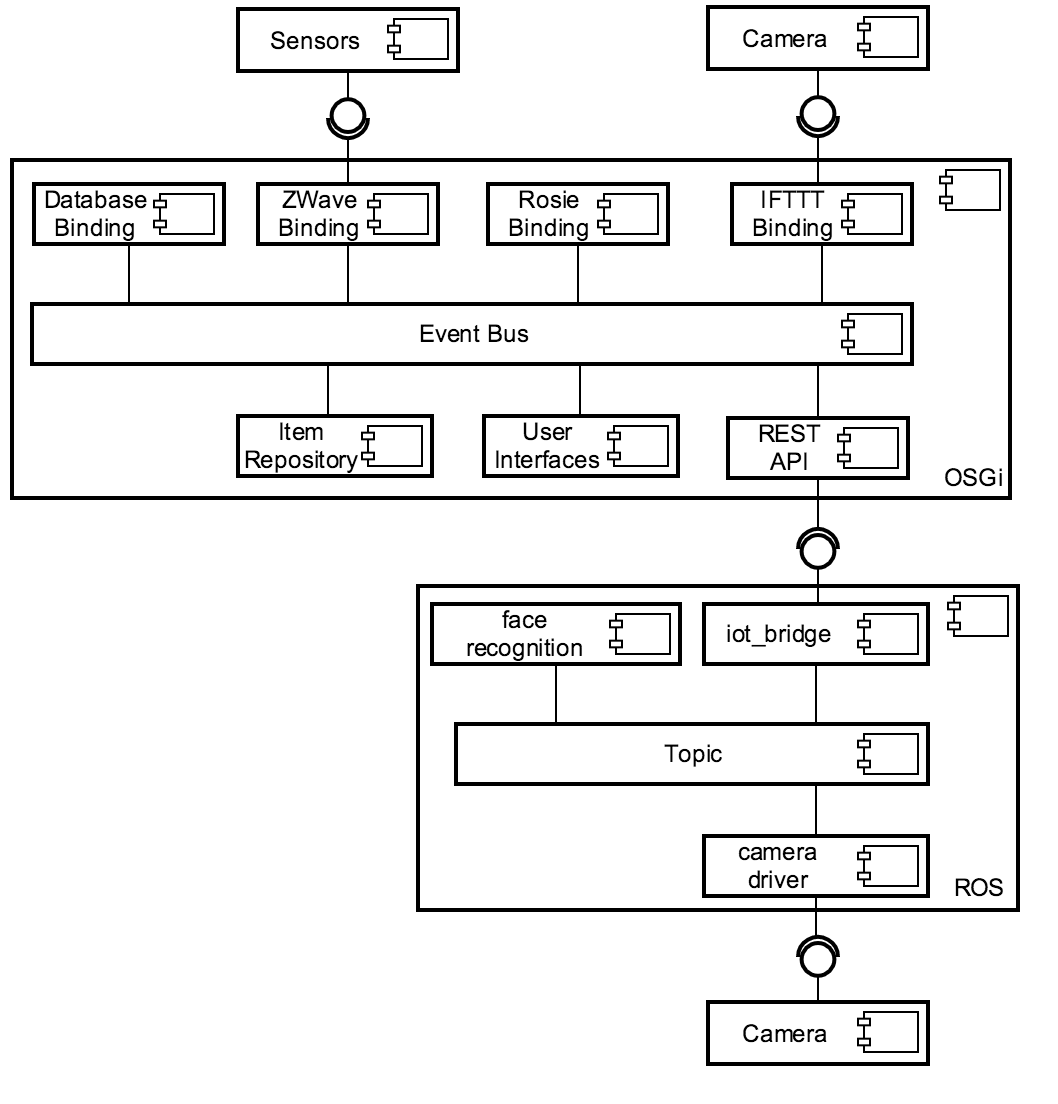 Sensors
Camera
Database
Binding
ZWave
Binding
Rosie
Binding
IFTTT
Binding
Event Bus
Item
Repository
User
Interfaces
REST
API
OSGi
face
recognition
iot_bridge
Topic
camera
driver
ROS
Camera